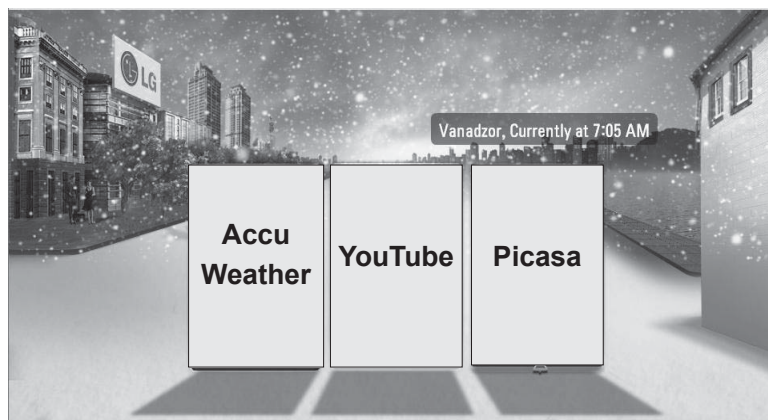 LG
Vanadzor, Currently at 7:05 AM
Accu
Weather
YouTube
Picasa